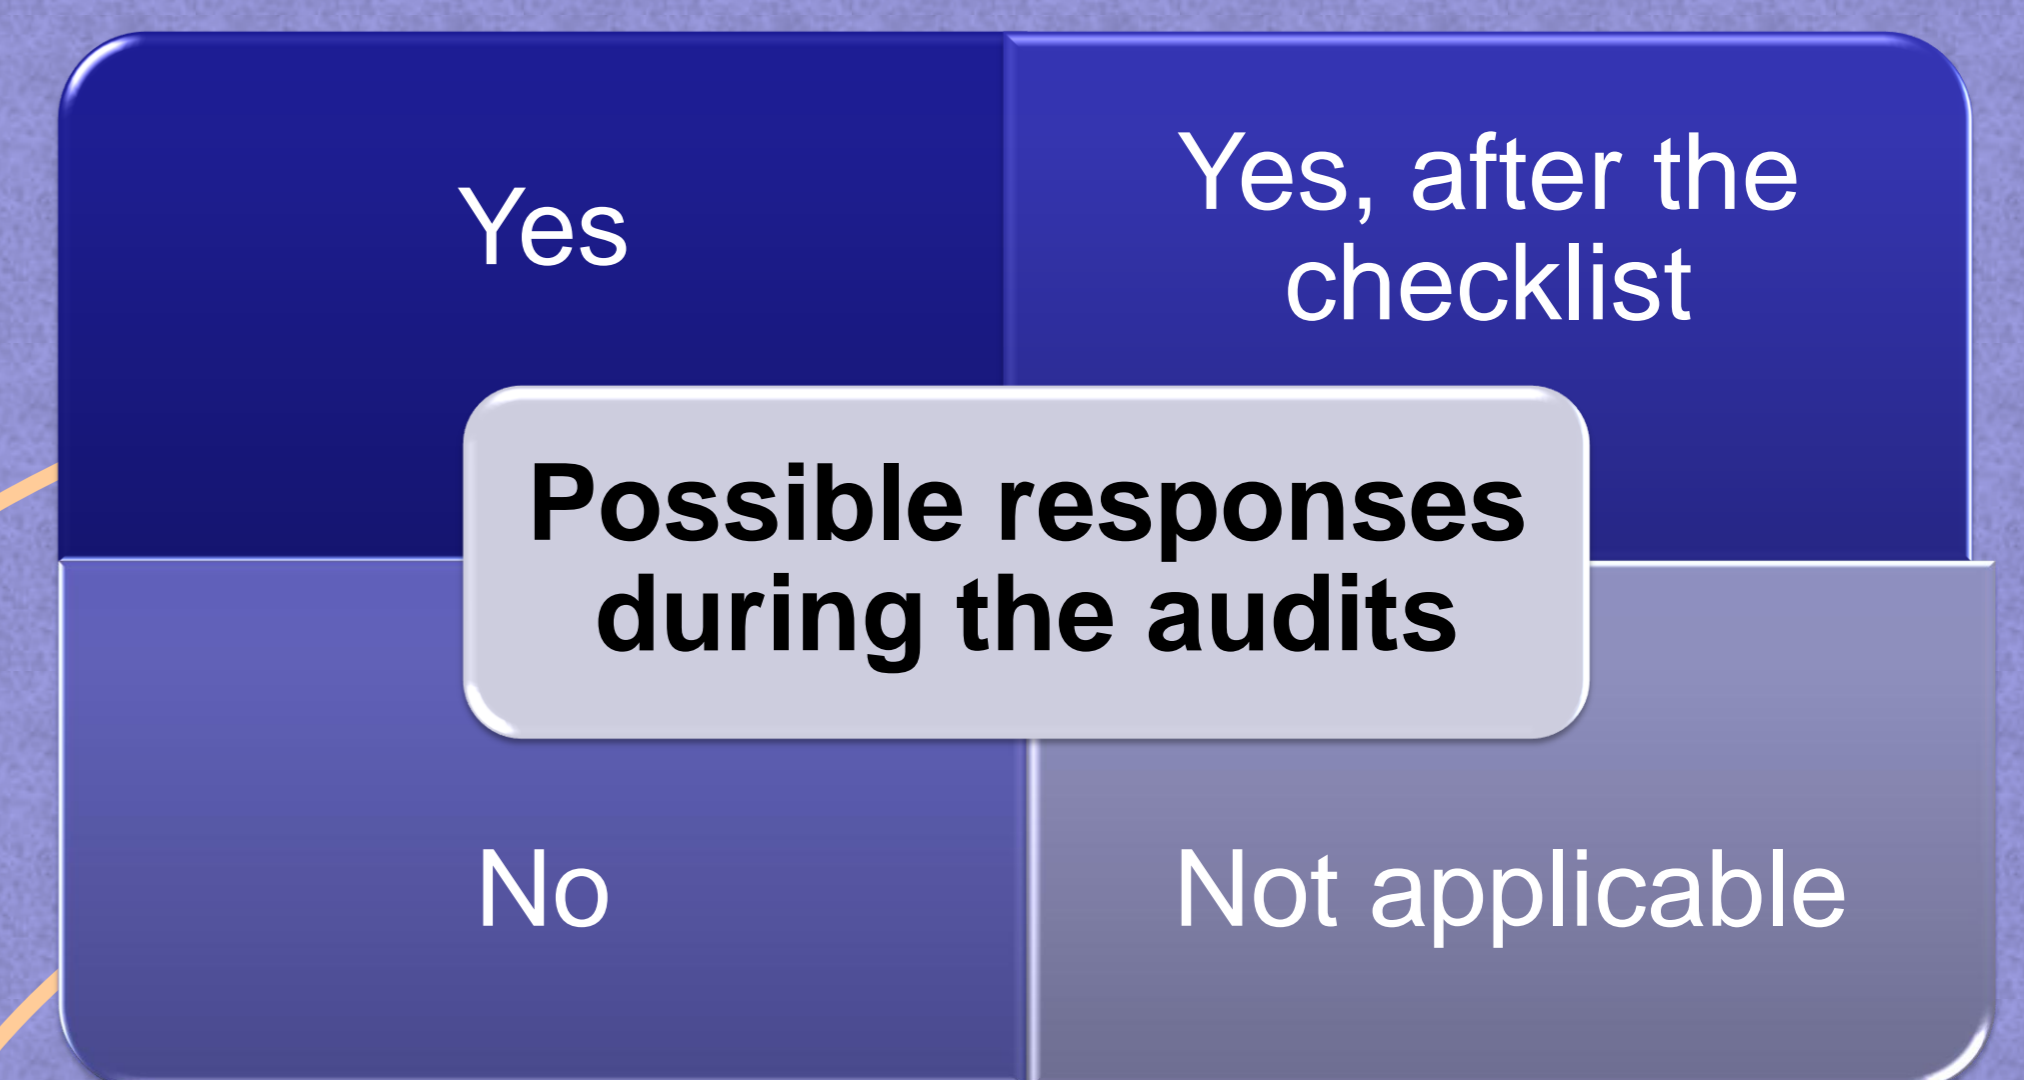 Yes
Yes, after the
checklist
Possible responses
during the audits
No
Not applicable